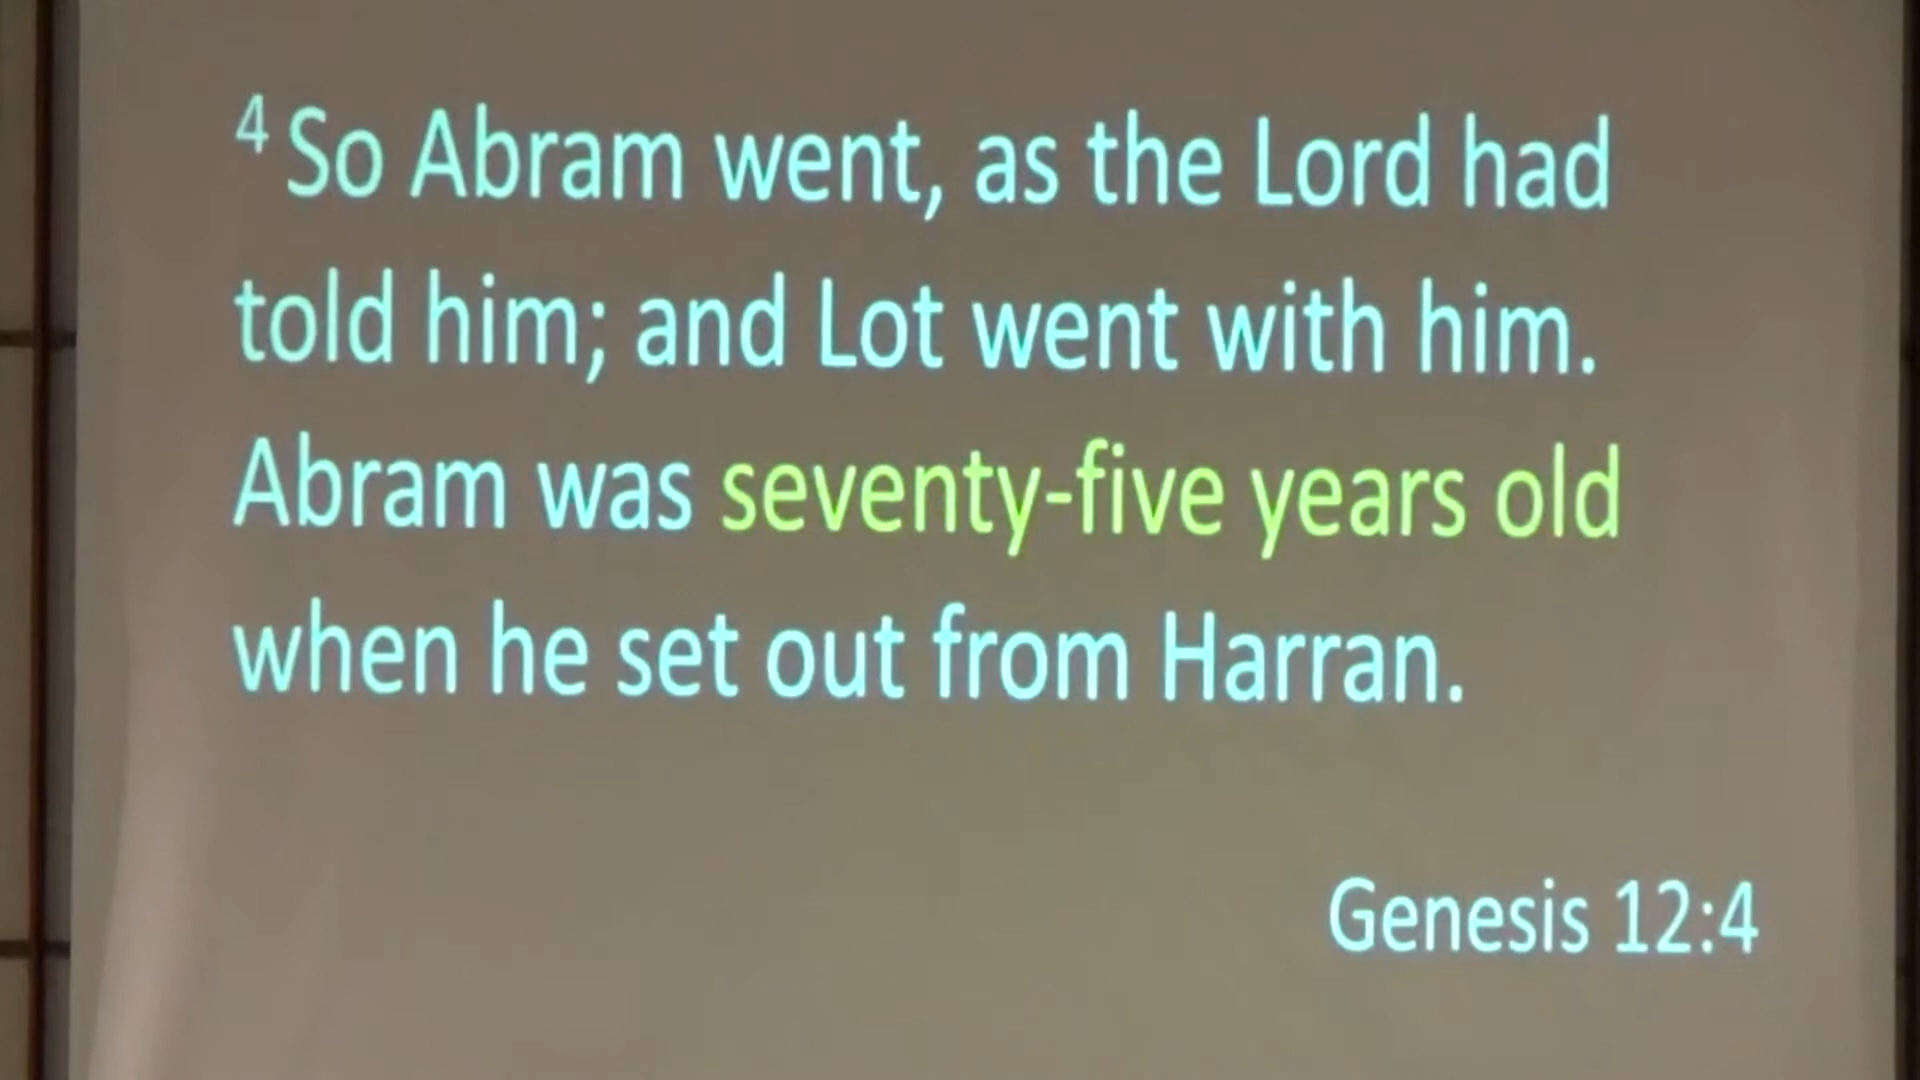 4 So Abram went, as the Lord had
told him; and Lot went with him.
Abram was seventy-five years old
when he set out from Harran.
Genesis 12:4